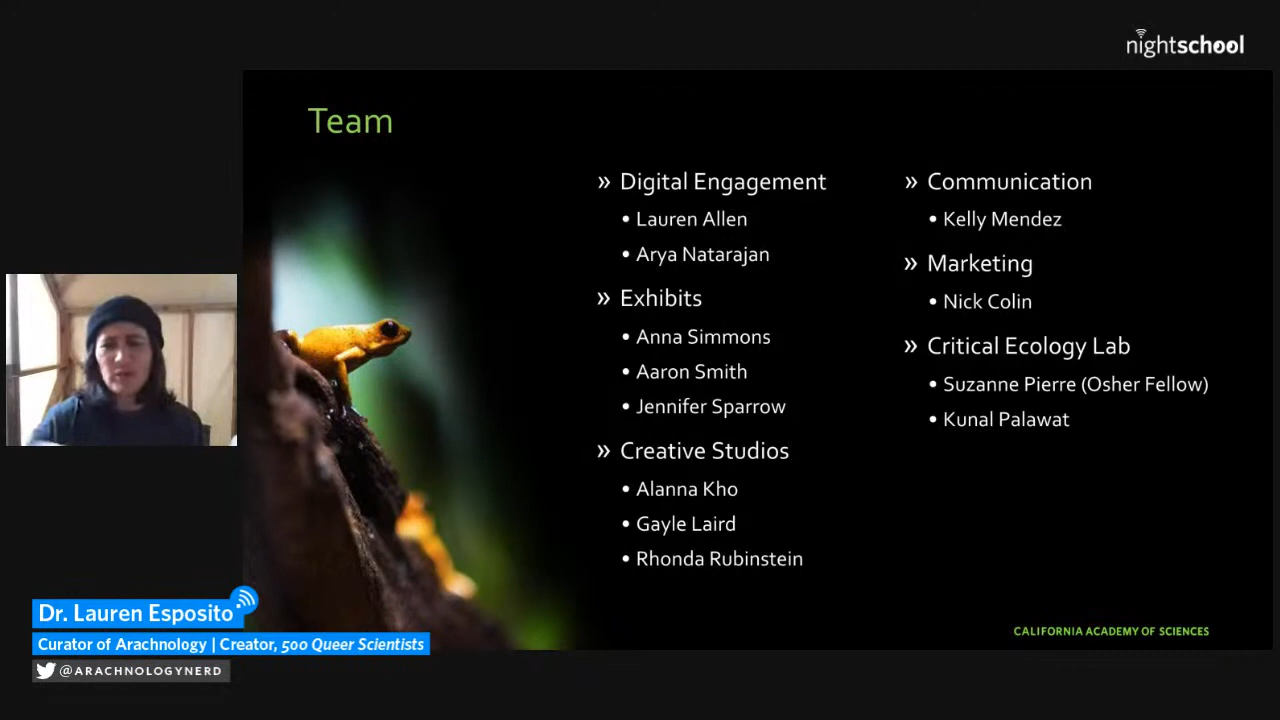 nightschool
Team
» Digital Engagement
• Lauren Allen
• Arya Natarajan
» Exhibits
• Anna Simmons
• Aaron Smith
• Jennifer Sparrow
» Creative Studios
• Alanna Kho
• Gayle Laird
• Rhonda Rubinstein
» Communication
• Kelly Mendez
» Marketing
• Nick Colin
» Critical Ecology Lab
• Suzanne Pierre (Osher Fellow)
• Kunal Palawat
CALIFORNIA ACADEMY OF SCIENCES
Dr. Lauren Esposito
Curator of Arachnology | Creator, 500 Queer Scientists
@ARACHNOLOGYNERD